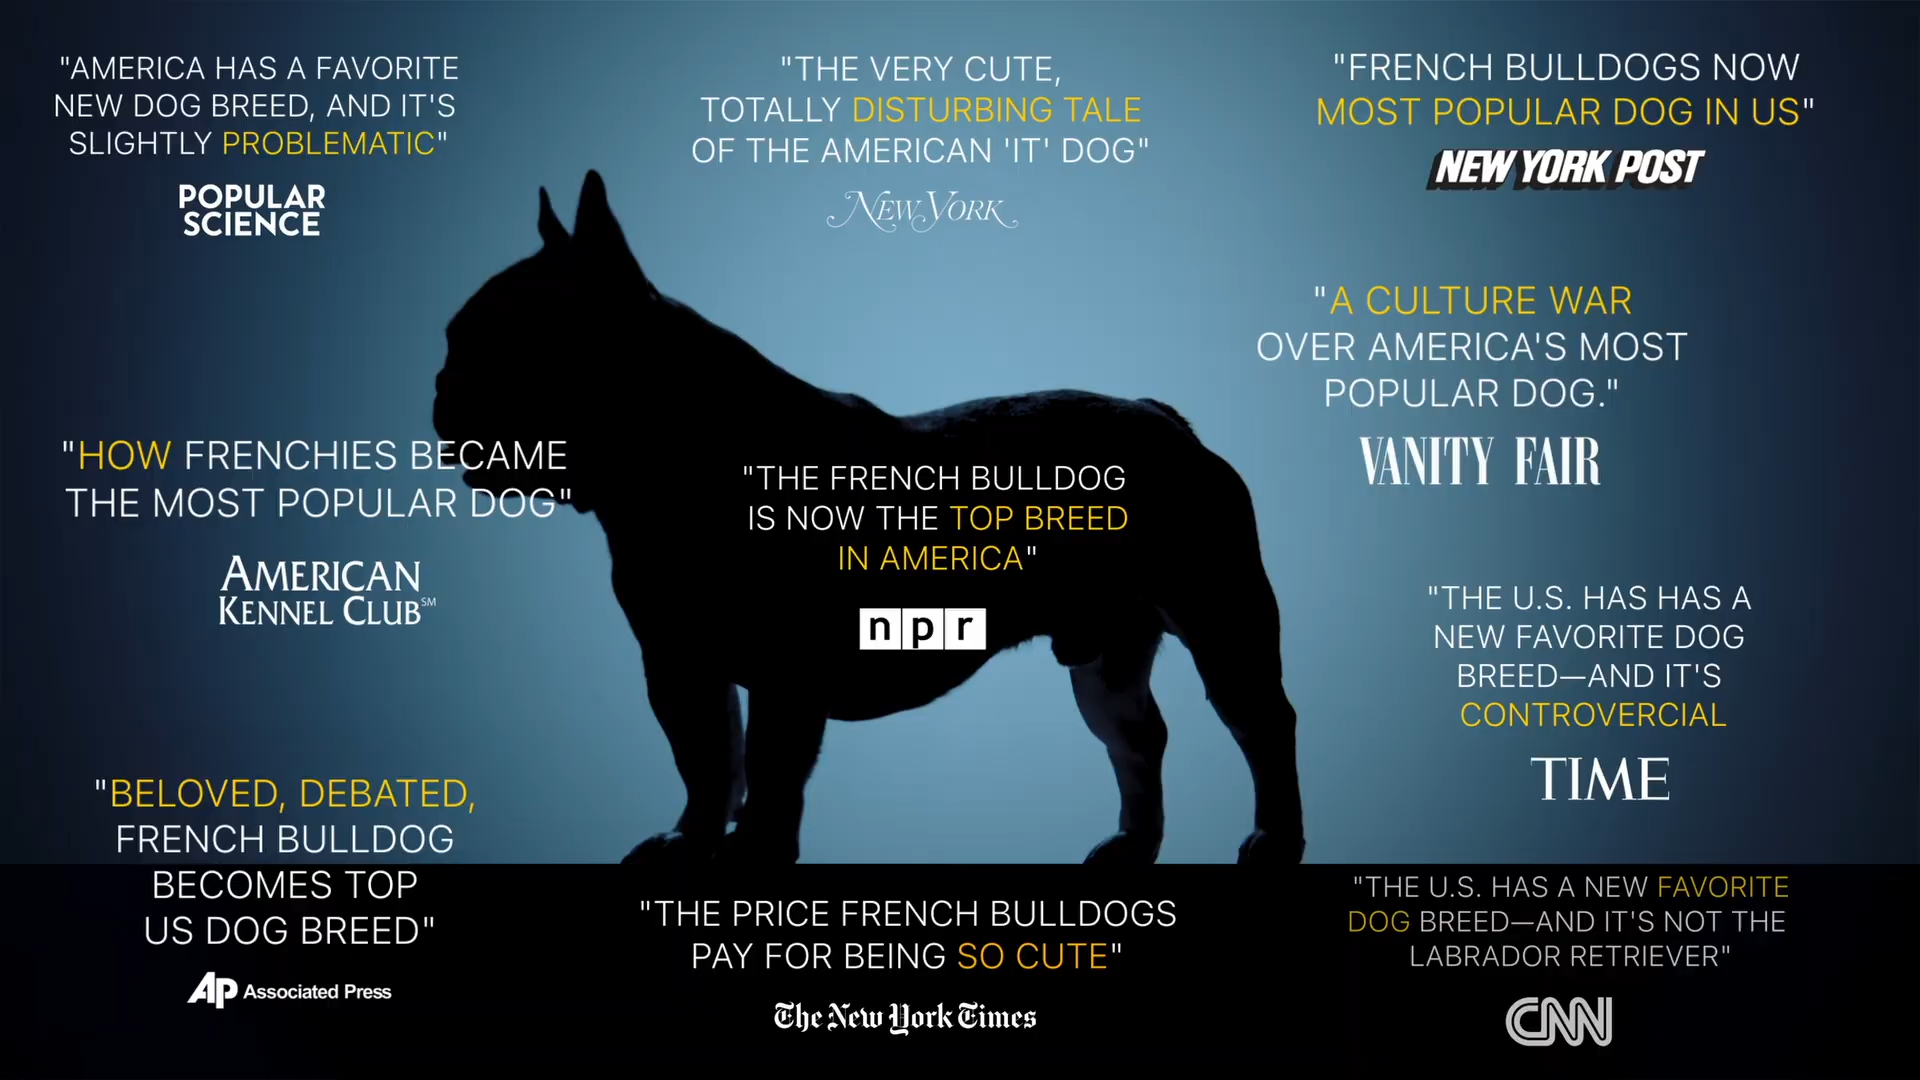 "AMERICA HAS A FAVORITE
NEW DOG BREED, AND IT'S
SLIGHTLY PROBLEMATIC"
POPULAR
SCIENCE
"THE VERY CUTE,
TOTALLY DISTURBING TALE
OF THE AMERICAN 'IT' DOG"
NEW YORK
"FRENCH BULLDOGS NOW
MOST POPULAR DOG IN US"
NEW YORK POST
"A CULTURE WAR
OVER AMERICA'S MOST
POPULAR DOG."
VANITY FAIR
"HOW FRENCHIES BECAME
THE MOST POPULAR DOG"
AMERICAN
KENNEL CLUB℠
"THE FRENCH BULLDOG
IS NOW THE TOP BREED
IN AMERICA"
npr
"THE U.S. HAS HAS A
NEW FAVORITE DOG
BREED—AND IT'S
CONTROVERCIAL
TIME
"BELOVED, DEBATED,
FRENCH BULLDOG
BECOMES TOP
US DOG BREED"
AP Associated Press
"THE PRICE FRENCH BULLDOGS
PAY FOR BEING SO CUTE"
The New York Times
"THE U.S. HAS A NEW FAVORITE
DOG BREED—AND IT'S NOT THE
LABRADOR RETRIEVER"
CNN